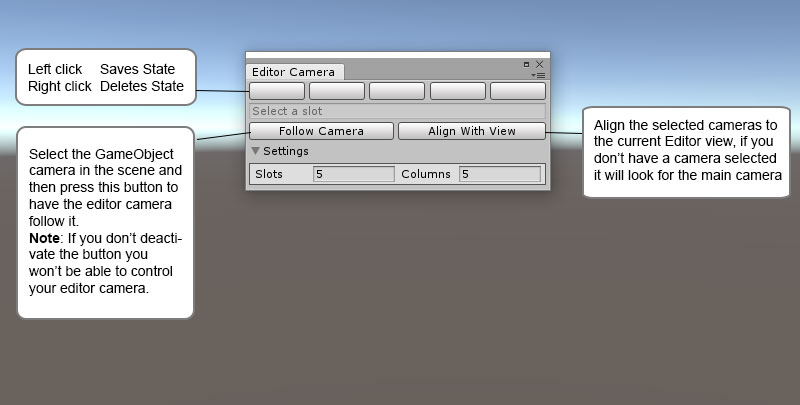 Left click Saves State
Right click Deletes State
Select the GameObject
camera in the scene and
then press this button to
have the editor camera
follow it.
Note: If you don't deacti-
vate the button you
won't be able to control
your editor camera.
Editor Camera
Select a slot
Follow Camera Align With View
Settings
Slots 5 Columns 5
Align the selected cameras to
the current Editor view, if you
don't have a camera selected
it will look for the main camera